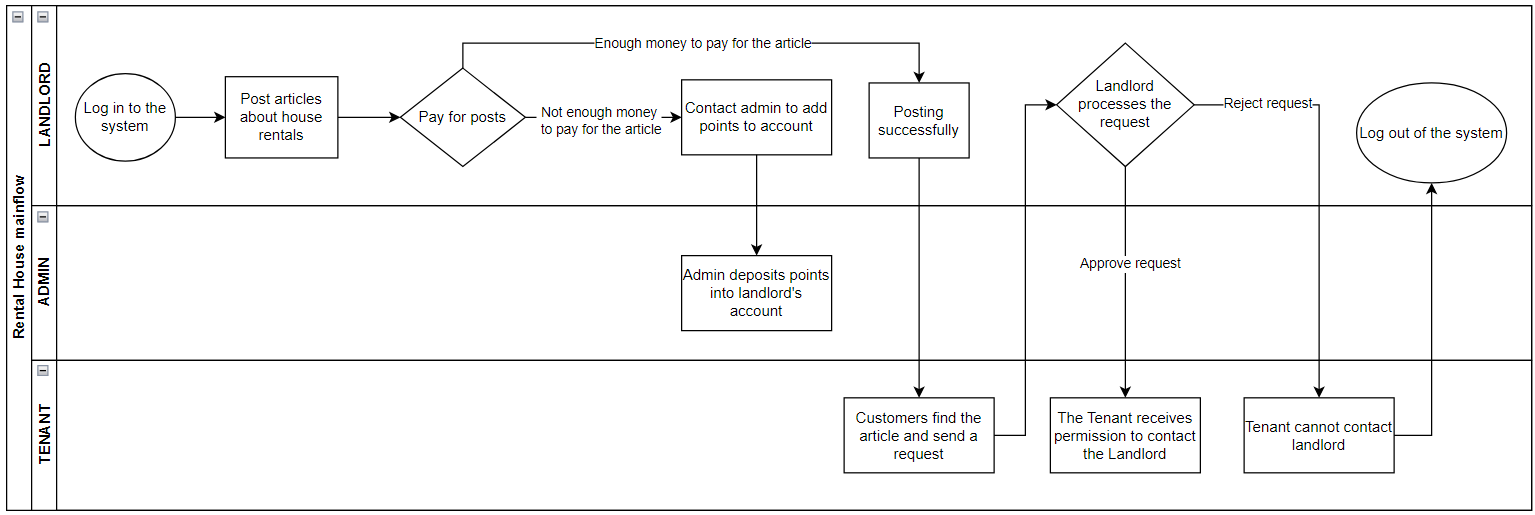 Rental House mainflow
LANDLORD
Log in to the
system
Post articles
about house
rentals
Pay for posts
Enough money to pay for the article
Not enough money
to pay for the article
Contact admin to add
points to account
Posting
successfully
Landlord
processes the
request
Reject request
Log out of the system
ADMIN
Admin deposits points
into landlord's
account
Approve request
TENANT
Customers find the
article and send a
request
The Tenant receives
permission to contact
the Landlord
Tenant cannot contact
landlord